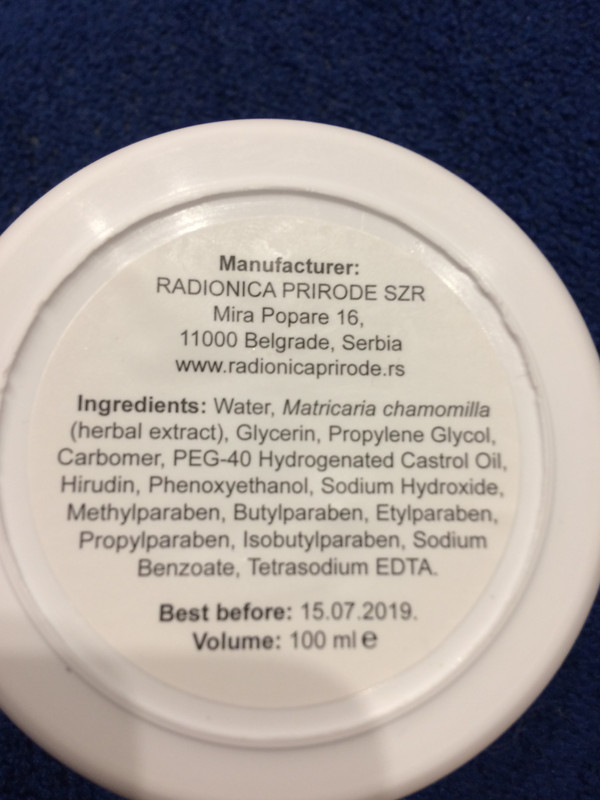 Manufacturer:
RADIONICA PRIRODE SZR
Mira Popare 16,
11000 Belgrade, Serbia
www.radionicaprirode.rs
Ingredients: Water, Matricaria chamomilla
(herbal extract), Glycerin, Propylene Glycol,
Carbomer, PEG-40 Hydrogenated Castrol Oil,
Hirudin, Phenoxyethanol, Sodium Hydroxide,
Methylparaben, Butylparaben, Etylparaben,
Propylparaben, Isobutylparaben, Sodium
Benzoate, Tetrasodium EDTA.
Best before: 15.07.2019.
Volume: 100 ml ℮